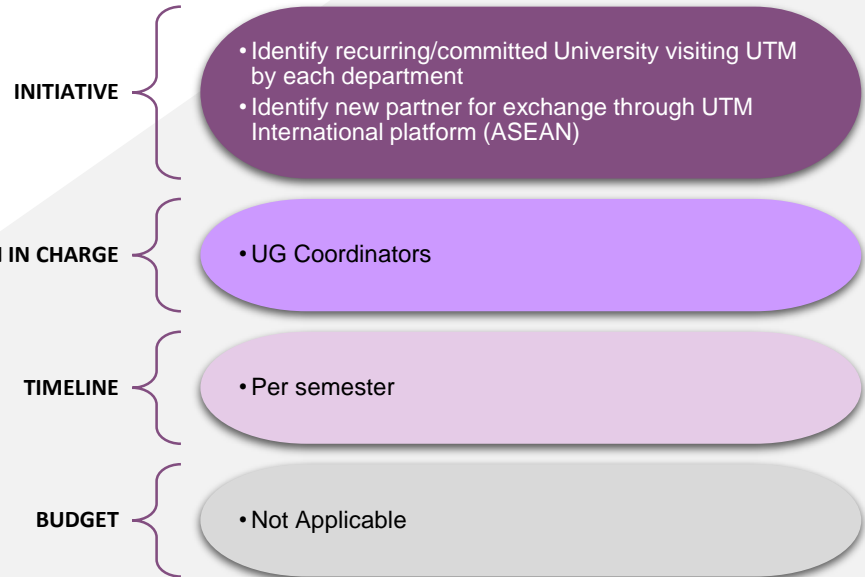 INITIATIVE
• Identify recurring/committed University visiting UTM
by each department
• Identify new partner for exchange through UTM
International platform (ASEAN)
IN CHARGE
• UG Coordinators
TIMELINE
• Per semester
BUDGET
• Not Applicable